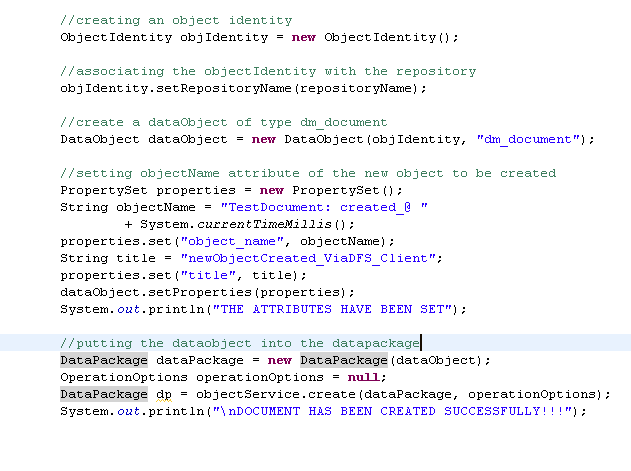 //creating an object identity
ObjectIdentity objIdentity = new ObjectIdentity();
//associating the objectIdentity with the repository
objIdentity.setRepositoryName(repositoryName);
//create a dataObject of type dm_document
DataObject dataObject = new DataObject(objIdentity, "dm_document");
//setting objectName attribute of the new object to be created
PropertySet properties = new PropertySet();
String objectName = "TestDocument: created_@ "
+ System.currentTimeMillis();
properties.set("object_name", objectName);
String title = "newObjectCreated_ViaDFS_Client";
properties.set("title", title);
dataObject.setProperties(properties);
System.out.println("THE ATTRIBUTES HAVE BEEN SET");
//putting the dataobject into the datapackage
DataPackage dataPackage = new DataPackage(dataObject);
OperationOptions operationOptions = null;
DataPackage dp = objectService.create(dataPackage, operationOptions);
System.out.println("\nDOCUMENT HAS BEEN CREATED SUCCESSFULLY!!!");